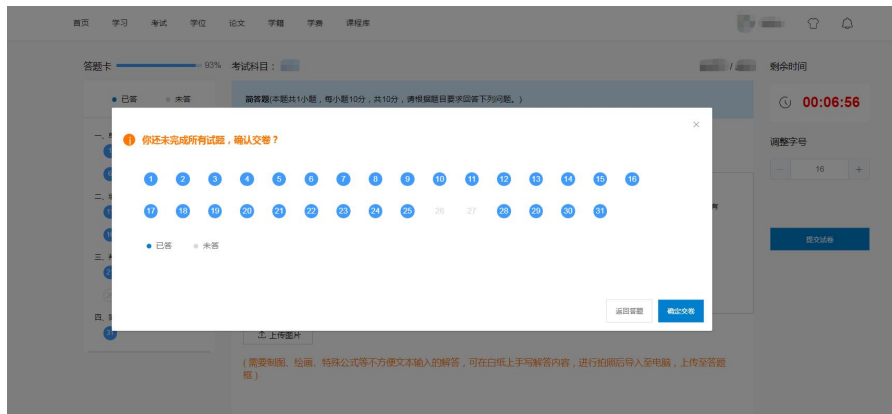 首页 学习 考试 学位 论文 学籍 学赛 课程库
答题卡 93% 考试科目： / 剩余时间
已答 未答 简答题(本题共1小题，每小题10分，共10分，请根据题目要求回答下列问题。) 00:06:56
一、
你还未完成所有试题，确认交卷？ ×
调整字号
1 2 3 4 5 6 7 8 9 10 11 12 13 14 15 16
- 16 +
二、
17 18 19 20 21 22 23 24 25 26 27 28 29 30 31
有
提交试卷
已答 未答
三、
返回答题 确定交卷
四、
上传图片
(需要制图、绘画、特殊公式等不方便文本输入的解答，可在白纸上手写解答内容，进行拍照后导入至电脑，上传至答题
框)